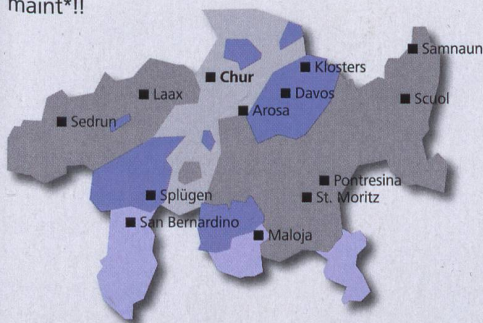 maint*!!
Samnaun
Klosters
Chur
Laax
Davos
Scuol
Arosa
Sedrun
Pontresina
Splügen
St. Moritz
San Bernardino
Maloja